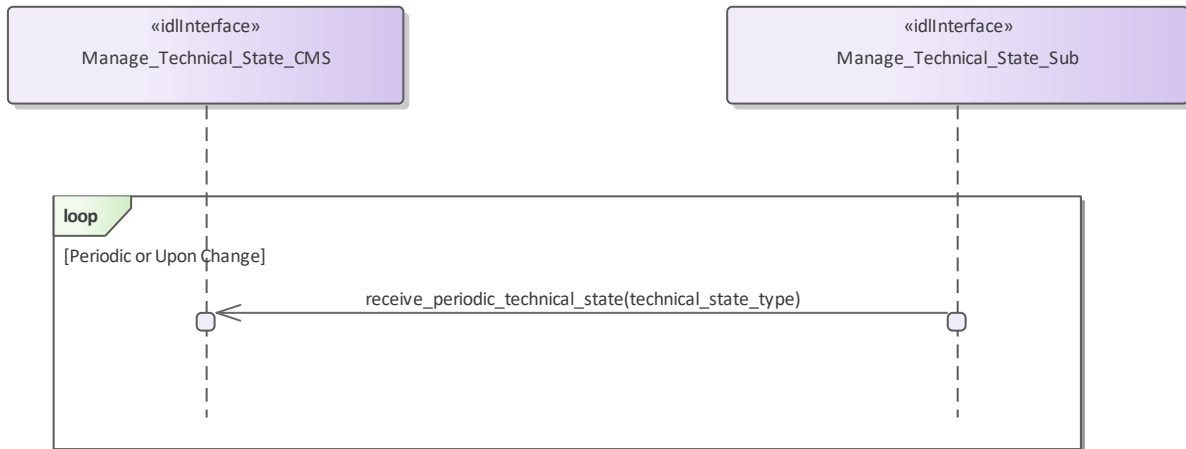 «idlInterface»
Manage_Technical_State_CMS
«idlInterface»
Manage_Technical_State_Sub
loop
[Periodic or Upon Change]
receive_periodic_technical_state(technical_state_type)